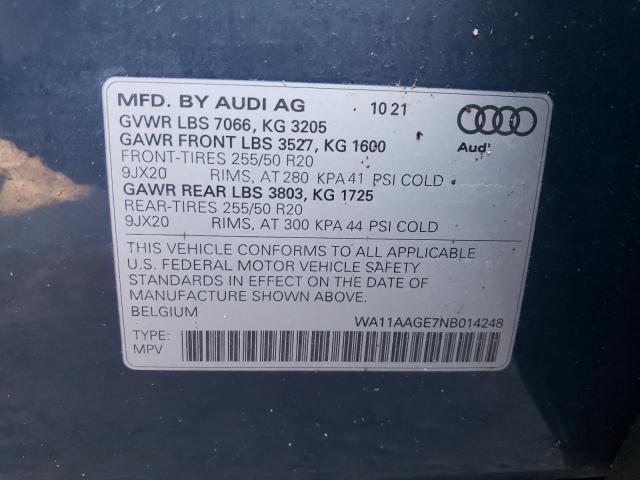 MFD. BY AUDI AG 10 21
GVWR LBS 7066, KG 3205
GAWR FRONT LBS 3527, KG 1600
FRONT-TIRES 255/50 R20
9JX20 RIMS, AT 280 KPA 41 PSI COLD
GAWR REAR LBS 3803, KG 1725
REAR-TIRES 255/50 R20
9JX20 RIMS, AT 300 KPA 44 PSI COLD
Audi
THIS VEHICLE CONFORMS TO ALL APPLICABLE
U.S. FEDERAL MOTOR VEHICLE SAFETY
STANDARDS IN EFFECT ON THE DATE OF
MANUFACTURE SHOWN ABOVE.
BELGIUM
WA11AAGE7NB014248
TYPE:
MPV